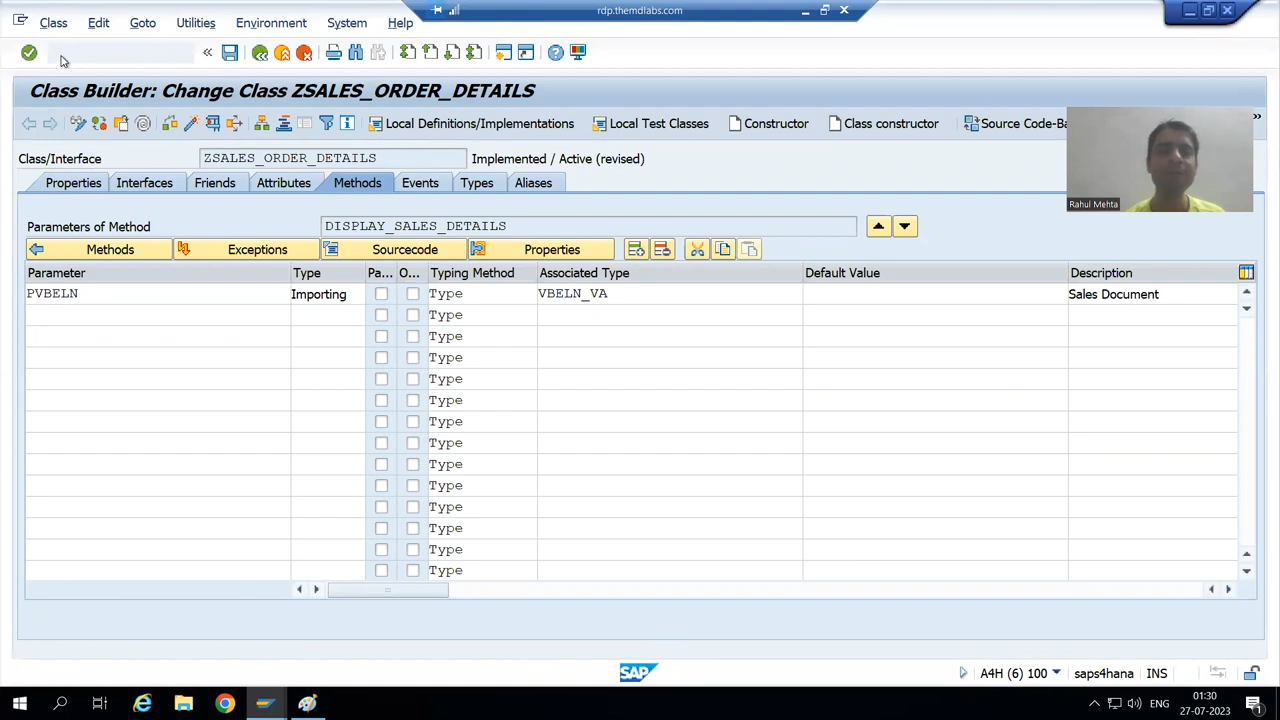 rdp.themdlabs.com
Class Edit Goto Utilities Environment System Help
Class Builder: Change Class ZSALES_ORDER_DETAILS
Local Definitions/Implementations Local Test Classes Constructor Class constructor Source Code-Ba
Class/Interface ZSALES_ORDER_DETAILS Implemented / Active (revised)
Rahul Mehta
Properties Interfaces Friends Attributes Methods Events Types Aliases
Parameters of Method DISPLAY_SALES_DETAILS
Methods Exceptions Sourcecode Properties
Parameter Type Pa... O... Typing Method Associated Type Default Value Description
PVBELN Importing Type VBELN_VA Sales Document
Type
Type
Type
Type
Type
Type
Type
Type
Type
Type
Type
Type
Type
SAP A4H (6) 100 saps4hana INS
ENG 01:30
27-07-2023
1